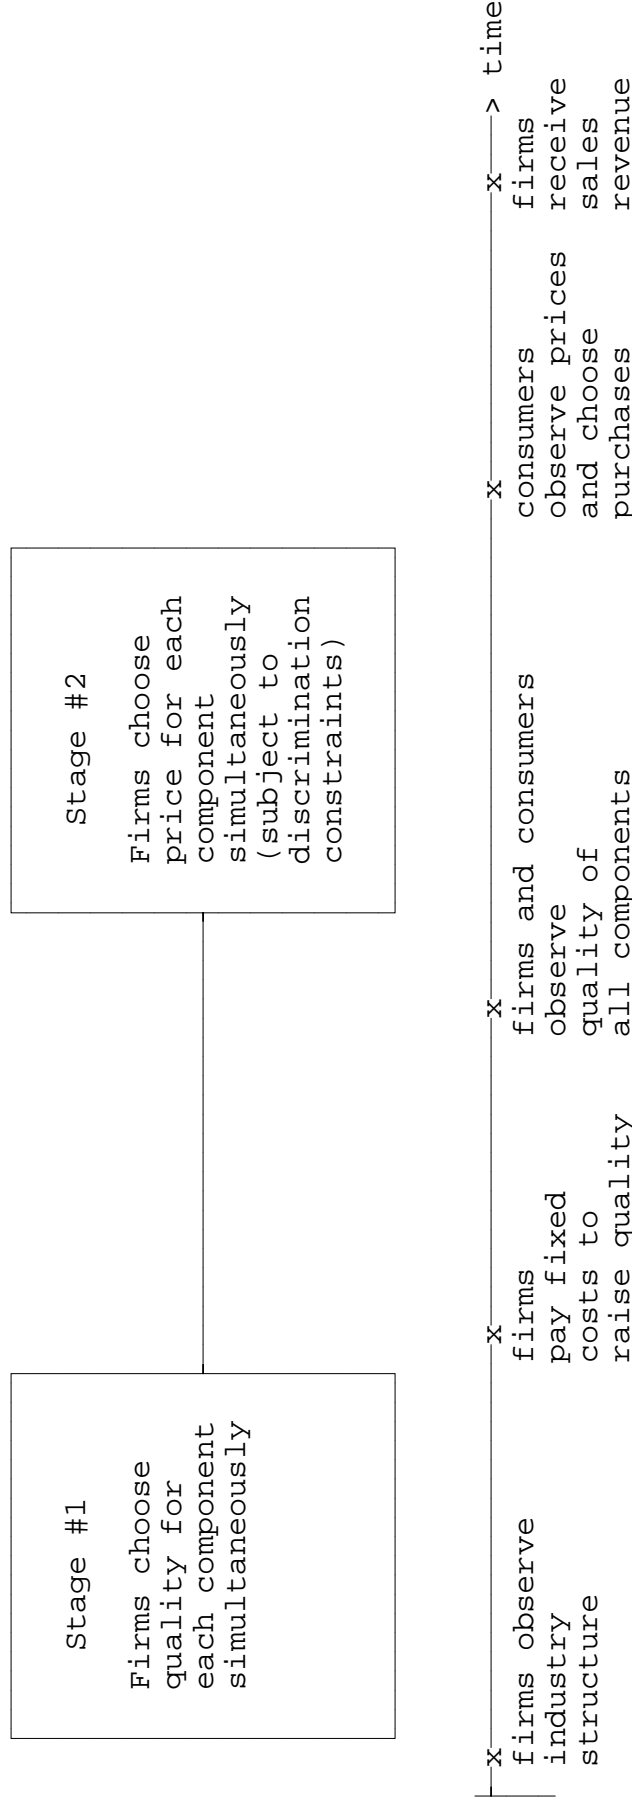 Stage #1
Firms choose
quality for
each component
simultaneously
Stage #2
Firms choose
price for each
component
simultaneously
(subject to
discrimination
constraints)
x
firms observe
industry
structure
x
firms
pay fixed
costs to
raise quality
x
firms and consumers
observe
quality of
all components
x
consumers
observe prices
and choose
purchases
x
firms
receive
sales
revenue
> time